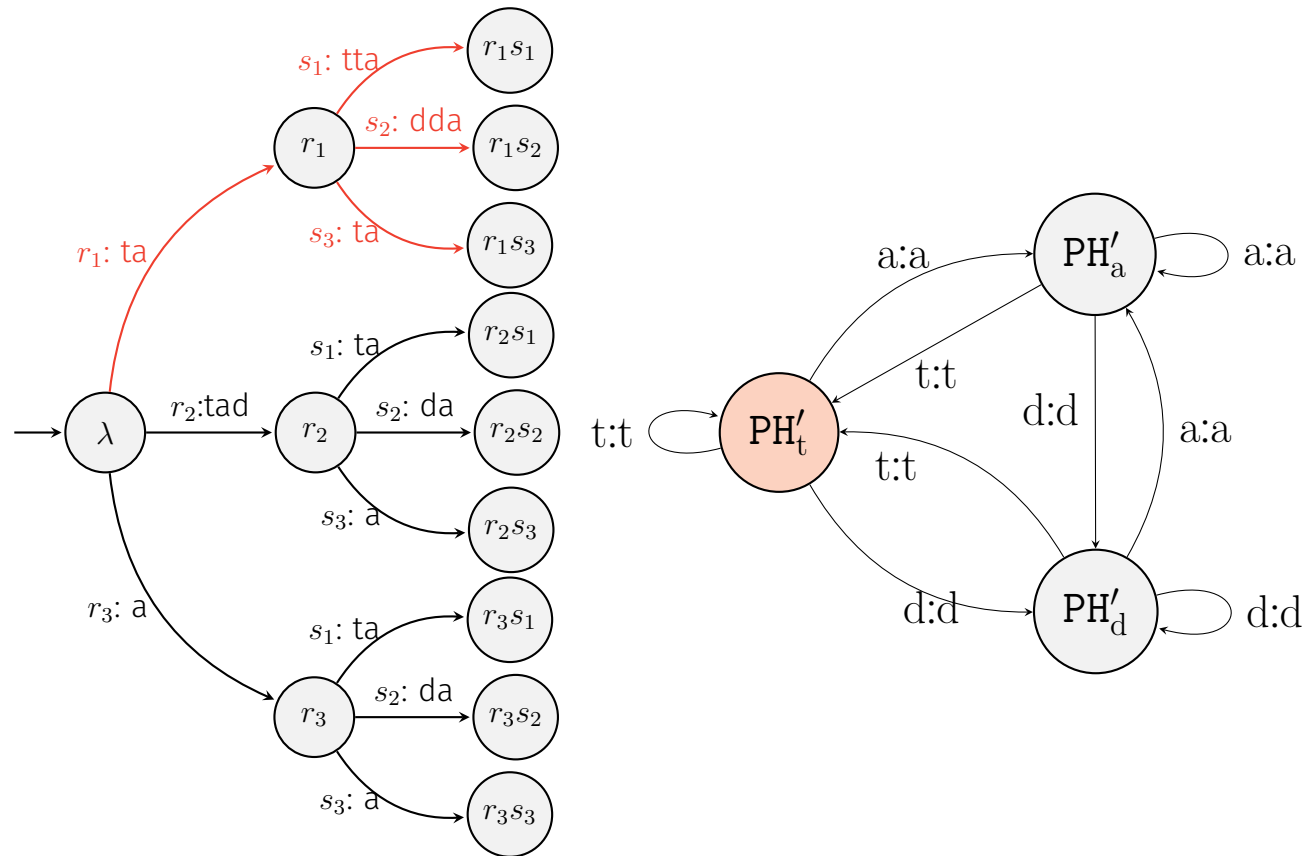 r₁s₁
s₁: tta
s₂: dda
r₁
r₁s₂
s₃: ta
r₁s₃
r₁: ta
s₁: ta
r₂s₁
r₂:tad
s₂: da
λ
r₂
r₂s₂
s₃: a
r₂s₃
r₃: a
s₁: ta
r₃s₁
s₂: da
r₃
r₃s₂
s₃: a
r₃s₃
a:a
PH′ₐ
a:a
t:t
d:d
t:t
PH′ₜ
a:a
t:t
d:d
PH′d
d:d